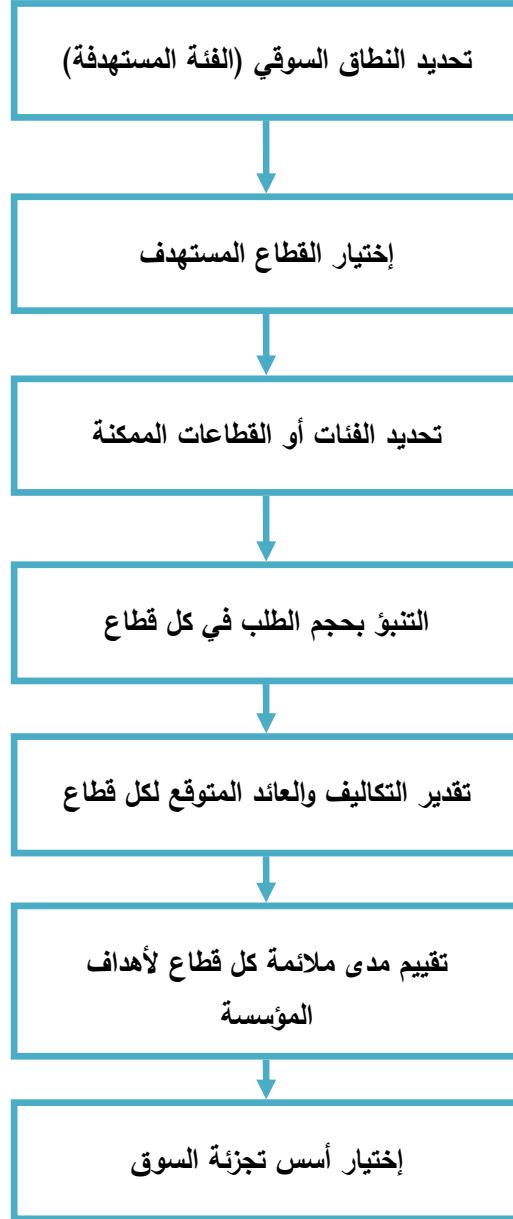 تحديد النطاق السوقي (الفئة المستهدفة)
إختيار القطاع المستهدف
تحديد الفئات أو القطاعات الممكنة
التنبؤ بحجم الطلب في كل قطاع
تقدير التكاليف والعائد المتوقع لكل قطاع
تقييم مدى ملائمة كل قطاع لأهداف
المؤسسة
إختيار أسس تجزئة السوق